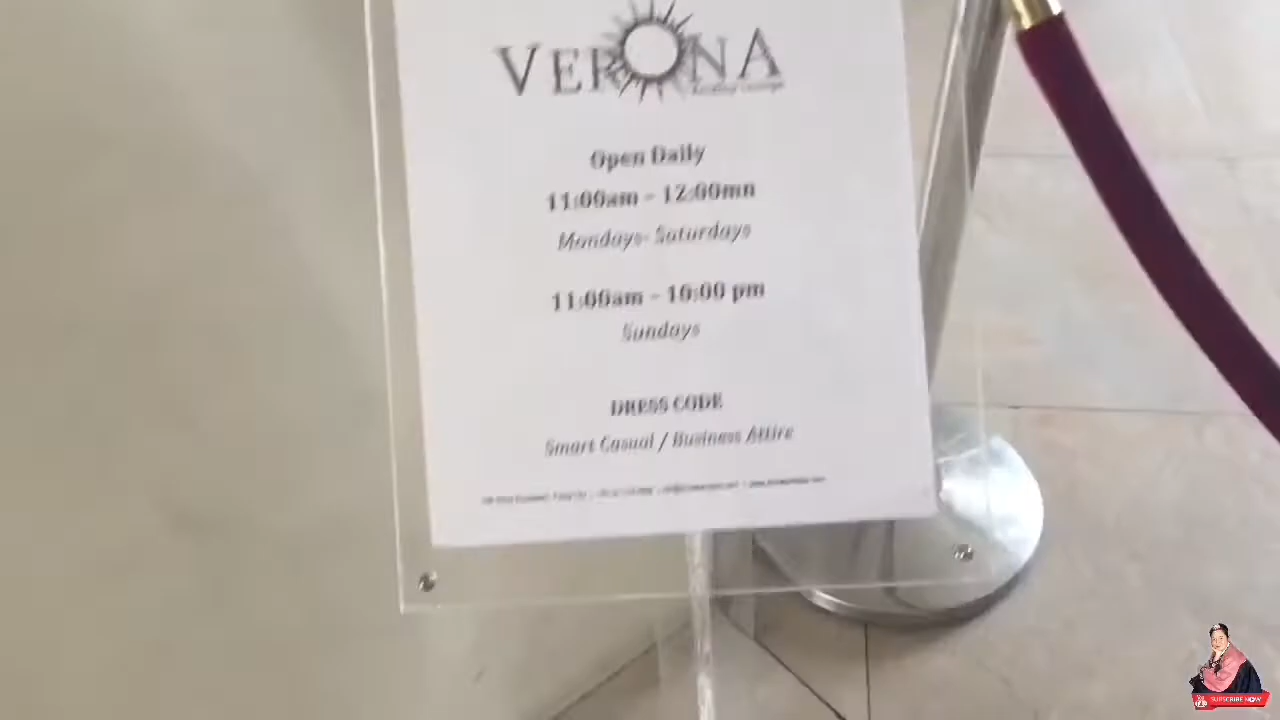 VERONA
Open Daily
11:00am - 12:00mn
Mondays- Saturdays
11:00am - 10:00 pm
Sundays
DRESS CODE
Smart Casual / Business Attire
SUBSCRIBE NOW